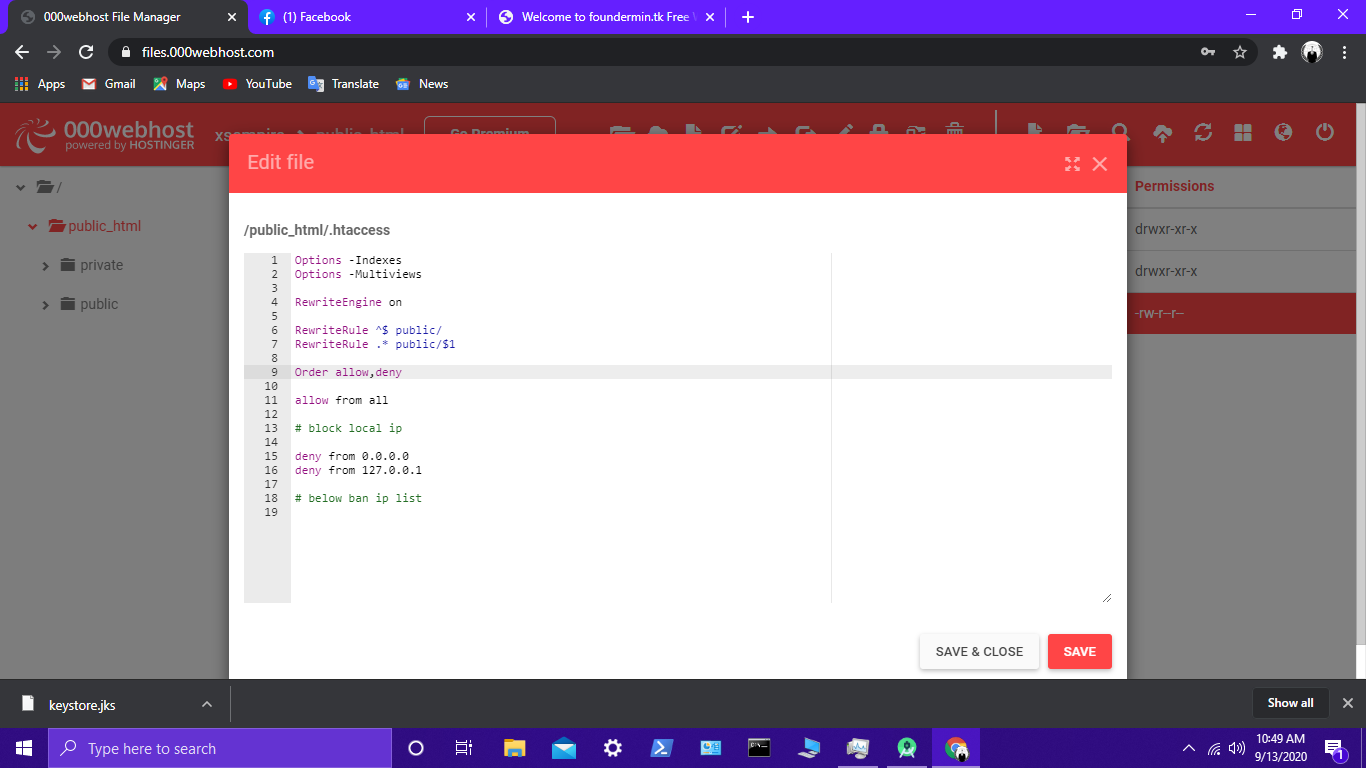 000webhost File Manager
(1) Facebook
Welcome to foundermin.tk Free
files.000webhost.com
Apps
Gmail
Maps
YouTube
Translate
News
000webhost
powered by HOSTINGER
Edit file
Permissions
/
public_html
drwxr-xr-x
/public_html/.htaccess
private
drwxr-xr-x
public
-rw-r--r--
1 Options -Indexes
2 Options -Multiviews
3
4 RewriteEngine on
5
6 RewriteRule ^$ public/
7 RewriteRule .* public/$1
8
9 Order allow,deny
10
11 allow from all
12
13 # block local ip
14
15 deny from 0.0.0.0
16 deny from 127.0.0.1
17
18 # below ban ip list
19
SAVE & CLOSE
SAVE
keystore.jks
Show all
Type here to search
10:49 AM
9/13/2020
1